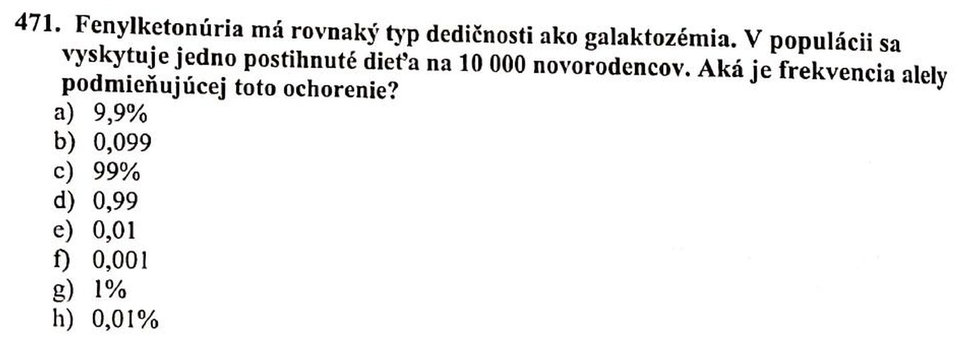 471. Fenylketonúria má rovnaký typ dedičnosti ako galaktozémia. V populácii sa
vyskytuje jedno postihnuté dieťa na 10 000 novorodencov. Aká je frekvencia alely
podmieňujúcej toto ochorenie?
a) 9,9%
b) 0,099
c) 99%
d) 0,99
e) 0,01
f) 0,001
g) 1%
h) 0,01%